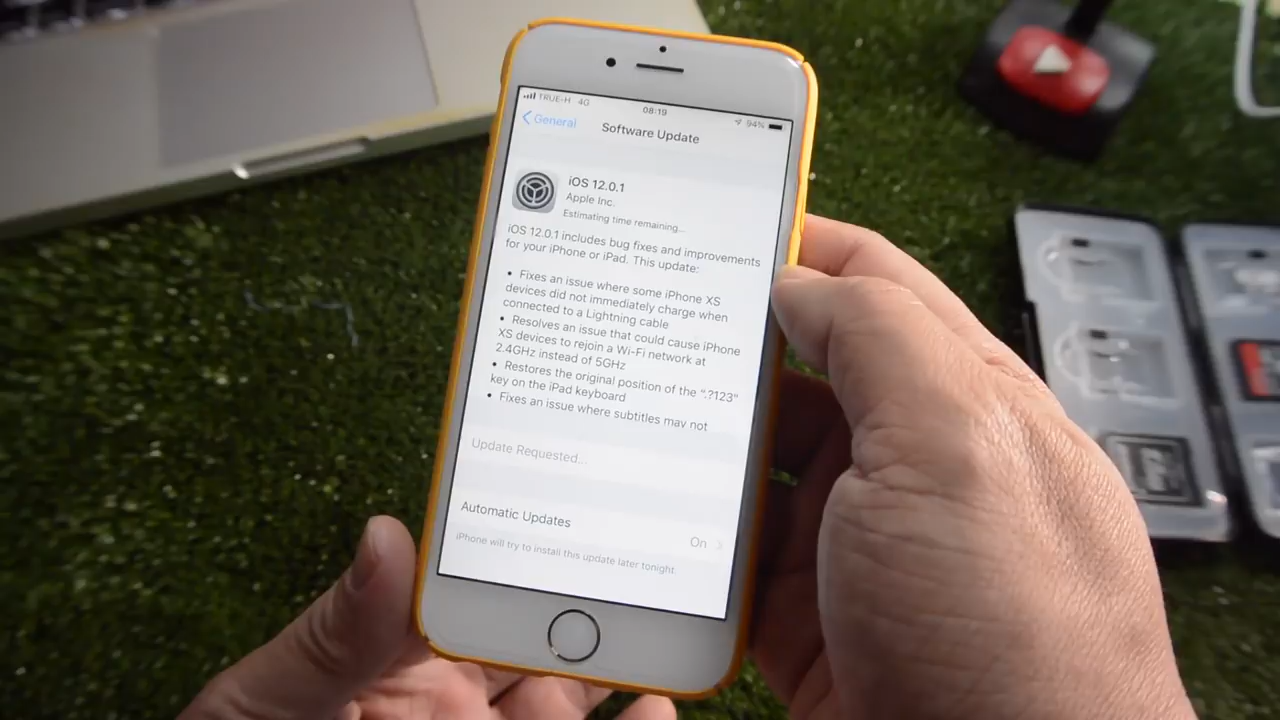 TRUE-H 4G
08:19
94%
General
Software Update
iOS 12.0.1
Apple Inc.
Estimating time remaining...
iOS 12.0.1 includes bug fixes and improvements
for your iPhone or iPad. This update:
• Fixes an issue where some iPhone XS
devices did not immediately charge when
connected to a Lightning cable
• Resolves an issue that could cause iPhone
XS devices to rejoin a Wi-Fi network at
2.4GHz instead of 5GHz
• Restores the original position of the ".?123"
key on the iPad keyboard
• Fixes an issue where subtitles may not
Update Requested...
Automatic Updates
On
iPhone will try to install this update later tonight.